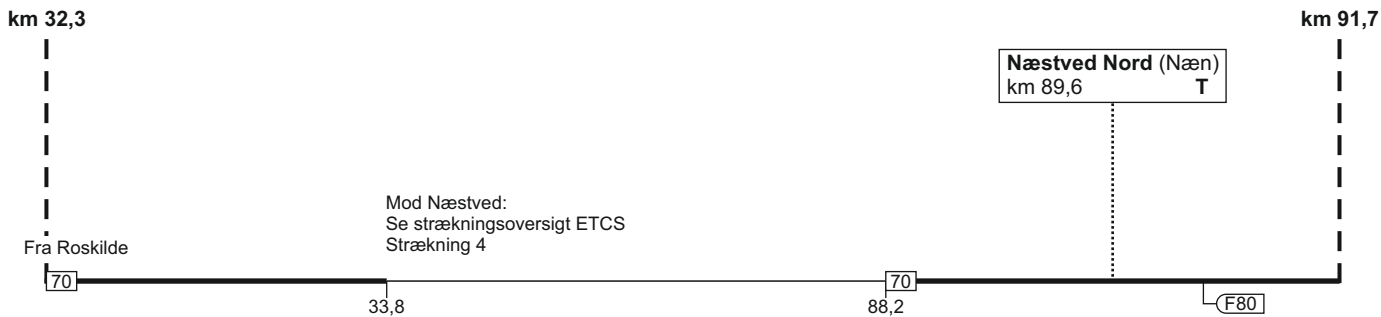 km 32,3
km 91,7
Næstved Nord (Næn)
km 89,6 T
Mod Næstved:
Se strækningsoversigt ETCS
Strækning 4
Fra Roskilde
70
70
33,8
88,2
F80